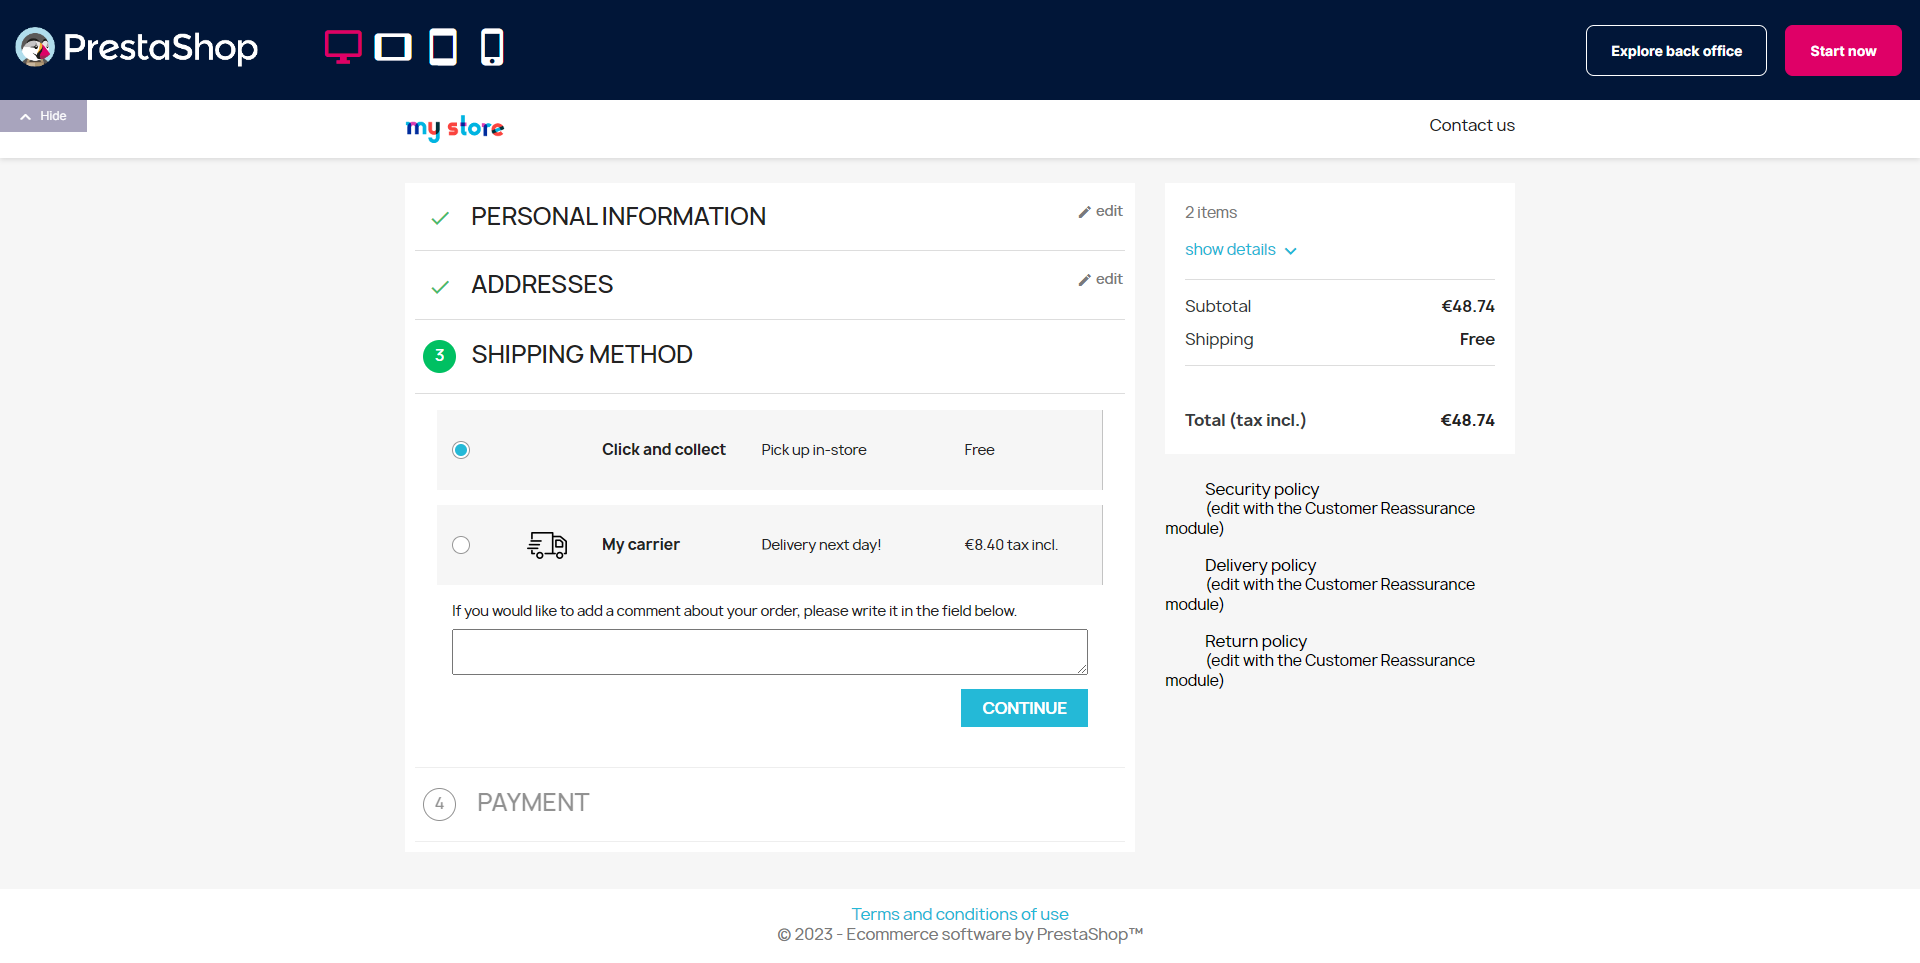 PrestaShop
Explore back office
Start now
Hide
my store
Contact us
PERSONAL INFORMATION
edit
ADDRESSES
edit
3 SHIPPING METHOD
Click and collect Pick up in-store Free
My carrier Delivery next day! €8.40 tax incl.
If you would like to add a comment about your order, please write it in the field below.
CONTINUE
4 PAYMENT
2 items
show details
Subtotal €48.74
Shipping Free
Total (tax incl.) €48.74
Security policy
(edit with the Customer Reassurance
module)
Delivery policy
(edit with the Customer Reassurance
module)
Return policy
(edit with the Customer Reassurance
module)
Terms and conditions of use
© 2023 - Ecommerce software by PrestaShop™